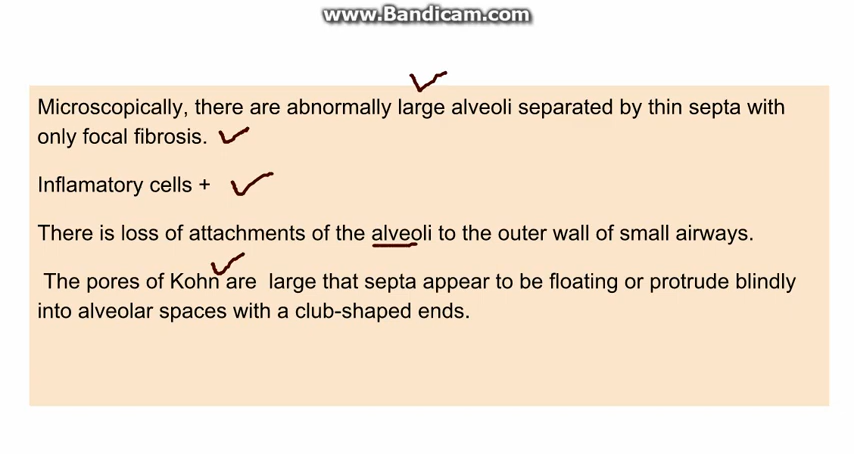 www.Bandicam.com
Microscopically, there are abnormally large alveoli separated by thin septa with
only focal fibrosis.
Inflamatory cells +
There is loss of attachments of the alveoli to the outer wall of small airways.
The pores of Kohn are large that septa appear to be floating or protrude blindly
into alveolar spaces with a club-shaped ends.